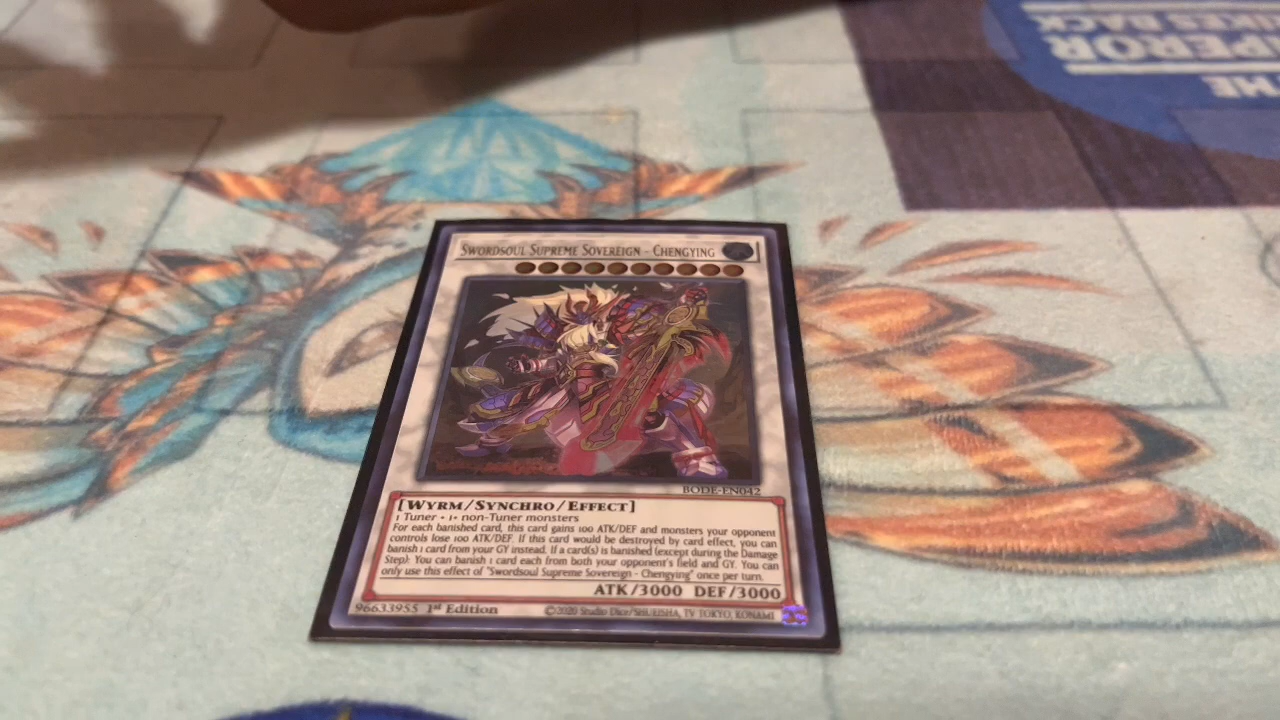 UKES BACK
PEROR
THE
SWORDSOUL SUPREME SOVEREIGN - CHENGYING
BODE-EN042
[WYRM/SYNCHRO/EFFECT]
1 Tuner + 1+ non-Tuner monsters
For each banished card, this card gains 100 ATK/DEF and monsters your opponent
controls lose 100 ATK/DEF. If this card would be destroyed by card effect, you can
banish 1 card from your GY instead. If a card(s) is banished (except during the Damage
Step): You can banish 1 card each from both your opponent's field and GY. You can
only use this effect of "Swordsoul Supreme Sovereign - Chengying" once per turn.
ATK/3000 DEF/3000
96633955 1st Edition ©2020 Studio Dice/SHUEISHA, TV TOKYO, KONAMI